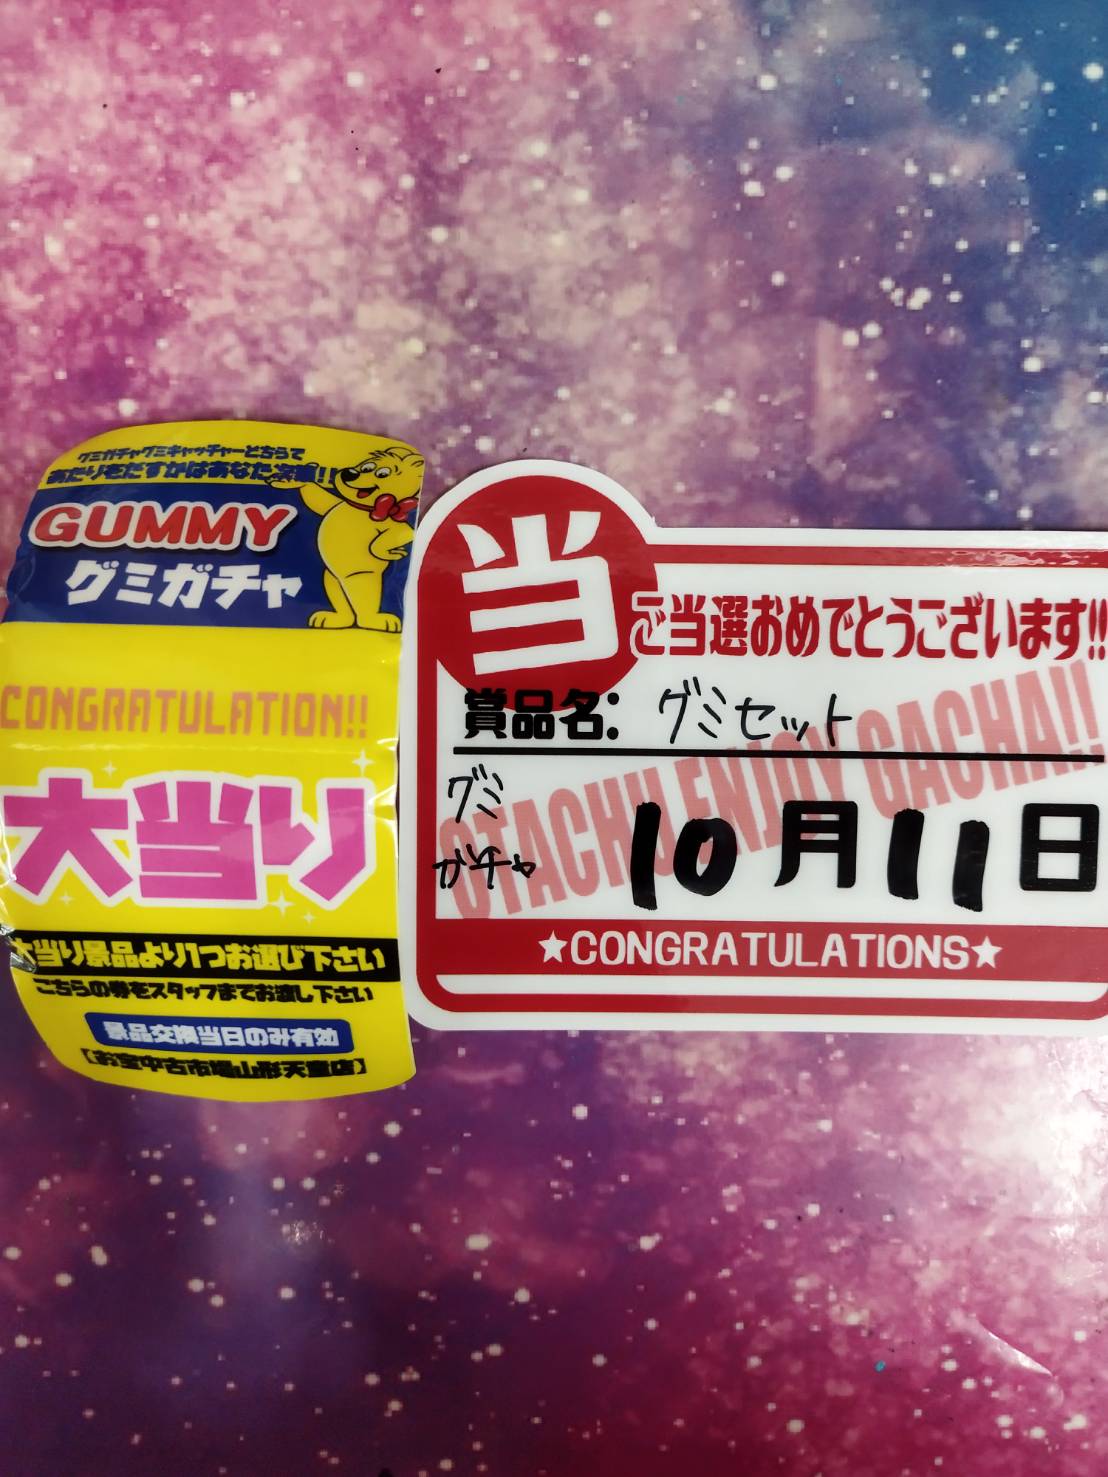 グミガチャグミキャッチャーどちらで
あたりをだすかはあなた次第!!
GUMMY
グミガチャ
CONGRATULATION!!
大当り
大当り景品より1つお選び下さい
こちらの券をスタッフまでお渡し下さい
景品交換当日のみ有効
【お宝中古市場山形天童店】
当
ご当選おめでとうございます!!
賞品名: グミセット
OTACHU ENJOY GACHA!!
グミ
ガチャ
10月11日
★CONGRATULATIONS★